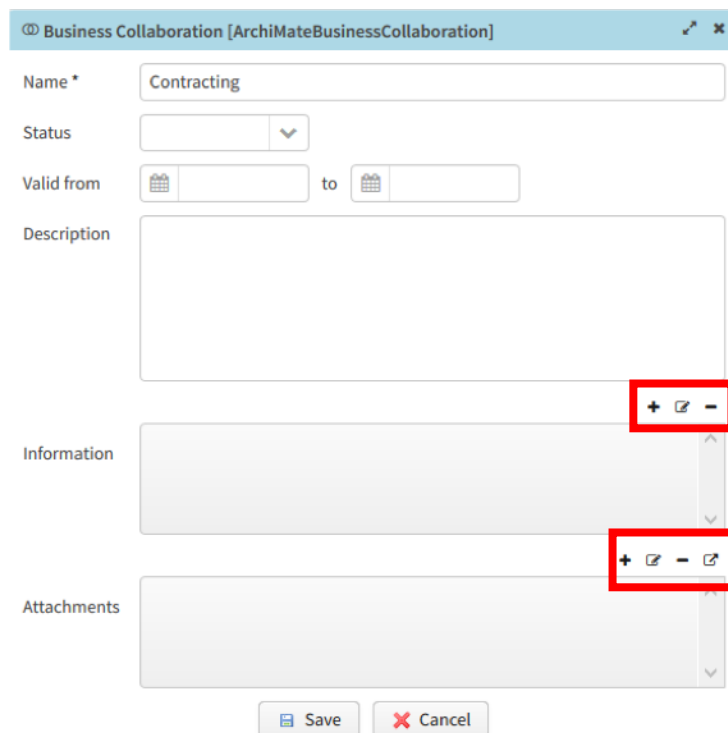 Business Collaboration [ArchiMateBusinessCollaboration]
Name * Contracting
Status
Valid from to
Description
Information
Attachments
Save Cancel